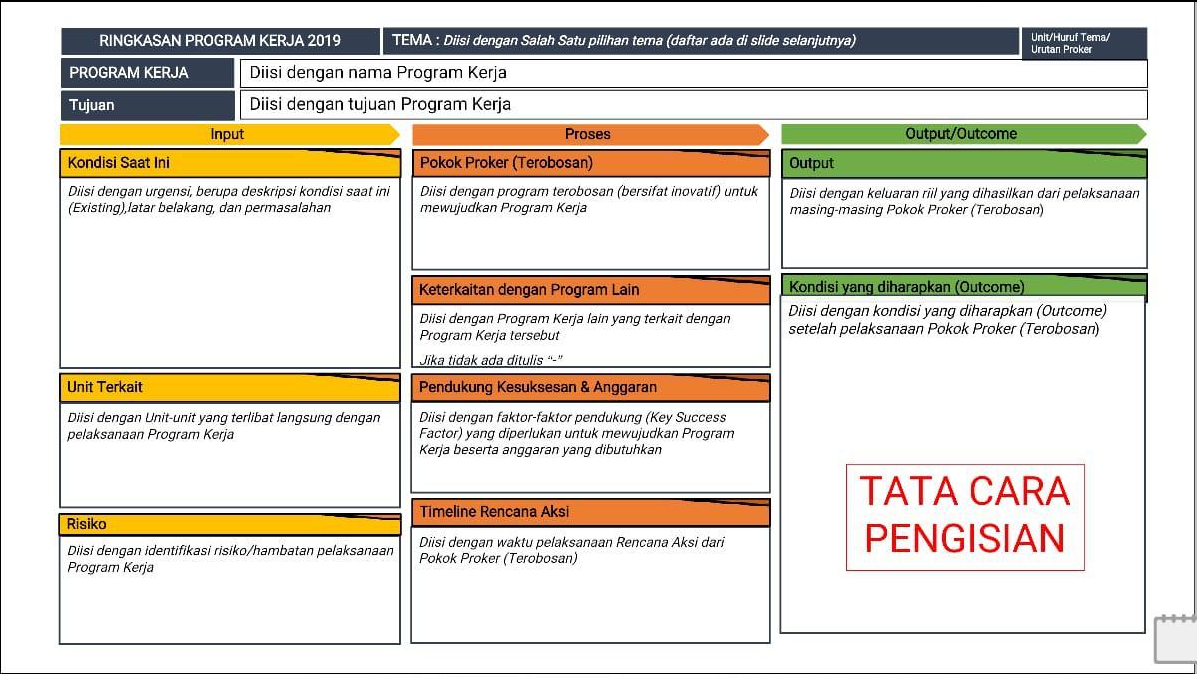 RINGKASAN PROGRAM KERJA 2019
TEMA : Diisi dengan Salah Satu pilihan tema (daftar ada di slide selanjutnya)
Unit/Huruf Tema/
Urutan Proker
PROGRAM KERJA
Diisi dengan nama Program Kerja
Tujuan
Diisi dengan tujuan Program Kerja
Input
Kondisi Saat Ini
Diisi dengan urgensi, berupa deskripsi kondisi saat ini
(Existing),latar belakang, dan permasalahan
Unit Terkait
Diisi dengan Unit-unit yang terlibat langsung dengan
pelaksanaan Program Kerja
Risiko
Diisi dengan identifikasi risiko/hambatan pelaksanaan
Program Kerja
Proses
Pokok Proker (Terobosan)
Diisi dengan program terobosan (bersifat inovatif) untuk
mewujudkan Program Kerja
Keterkaitan dengan Program Lain
Diisi dengan Program Kerja lain yang terkait dengan
Program Kerja tersebut
Jika tidak ada ditulis “-”
Pendukung Kesuksesan & Anggaran
Diisi dengan faktor-faktor pendukung (Key Success
Factor) yang diperlukan untuk mewujudkan Program
Kerja beserta anggaran yang dibutuhkan
Timeline Rencana Aksi
Diisi dengan waktu pelaksanaan Rencana Aksi dari
Pokok Proker (Terobosan)
Output/Outcome
Output
Diisi dengan keluaran riil yang dihasilkan dari pelaksanaan
masing-masing Pokok Proker (Terobosan)
Kondisi yang diharapkan (Outcome)
Diisi dengan kondisi yang diharapkan (Outcome)
setelah pelaksanaan Pokok Proker (Terobosan)
TATA CARA
PENGISIAN